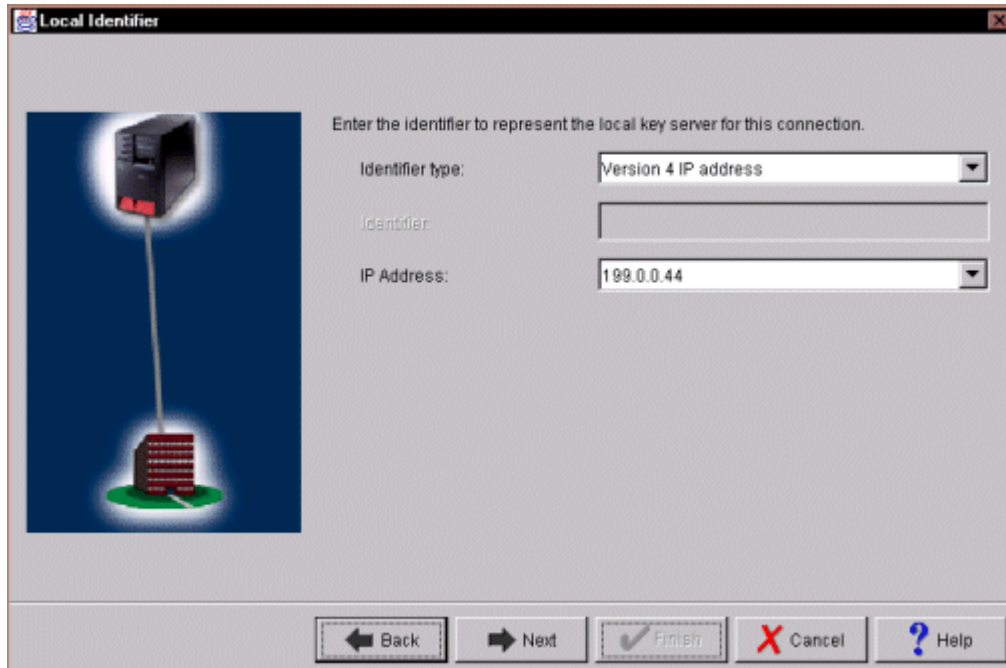 Local Identifier
Enter the identifier to represent the local key server for this connection.
Identifier type:
Version 4 IP address
Identifier:
IP Address:
199.0.0.44
Back
Next
Finish
Cancel
Help